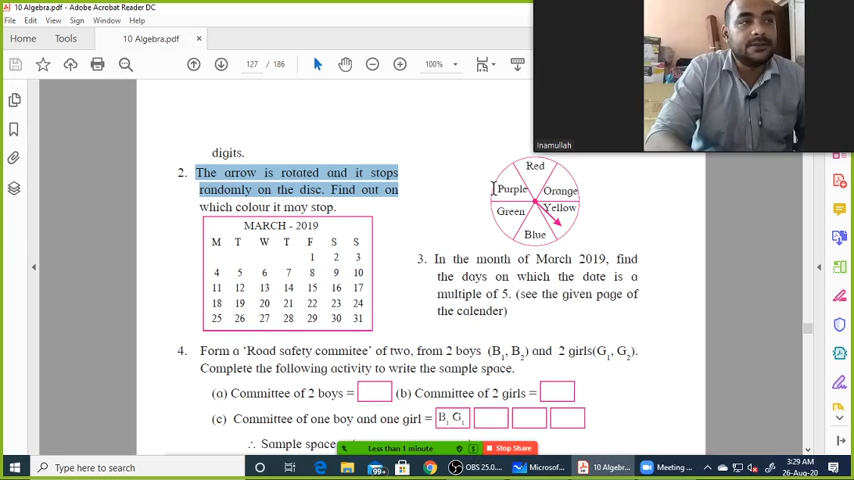 10 Algebra.pdf - Adobe Acrobat Reader DC
File Edit View Sign Window Help
Home Tools 10 Algebra.pdf ×
127 / 186 100%
digits.
2. The arrow is rotated and it stops
randomly on the disc. Find out on
which colour it may stop.
Red
Purple Orange
Green Yellow
Blue
MARCH - 2019
M T W T F S S
1 2 3
4 5 6 7 8 9 10
11 12 13 14 15 16 17
18 19 20 21 22 23 24
25 26 27 28 29 30 31
3. In the month of March 2019, find
the days on which the date is a
multiple of 5. (see the given page of
the calender)
4. Form a 'Road safety commitee' of two, from 2 boys (B₁, B₂) and 2 girls(G₁, G₂).
Complete the following activity to write the sample space.
(a) Committee of 2 boys = (b) Committee of 2 girls =
(c) Committee of one boy and one girl = B₁ G₁
∴ Sample space
Inamullah
Less than 1 minute Stop Share
Type here to search
99+
OBS 25.0... Microsof... 10 Algebr... Meeting ...
3:29 AM
26-Aug-20